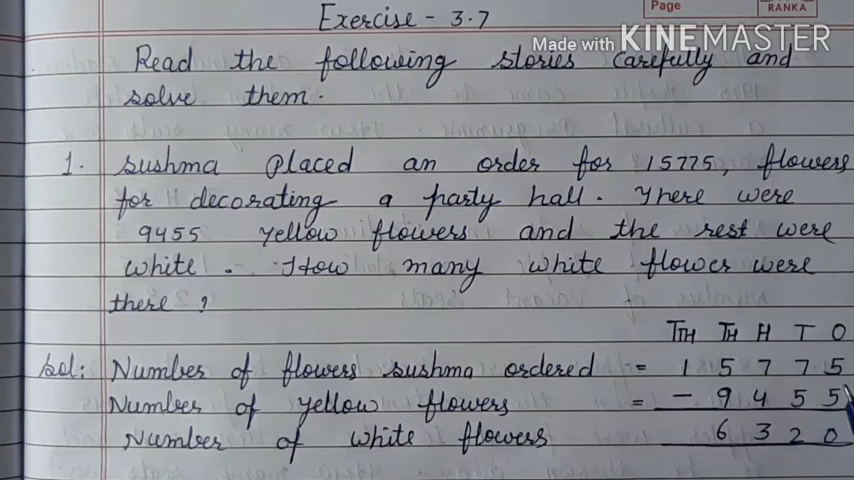 Page
RANKA
Exercise - 3.7
Made with KINEMASTER
Read the following stories carefully and
solve them.
1. sushma placed an order for 15775, flowers
for decorating a party hall. There were
9455 yellow flowers and the rest were
white. How many white flower were
there?
TTH TH H T O
Sol: Number of flowers sushma ordered = 1 5 7 7 5
Number of yellow flowers = - 9 4 5 5
Number of white flowers 6 3 2 0